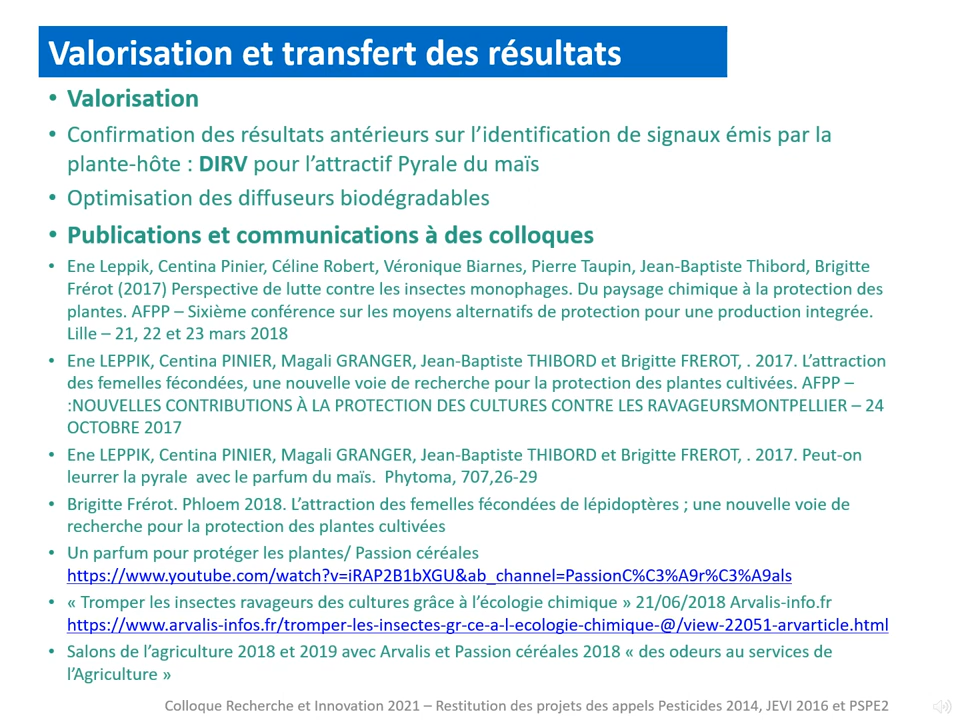 Valorisation et transfert des résultats
• Valorisation
• Confirmation des résultats antérieurs sur l’identification de signaux émis par la
plante-hôte : DIRV pour l’attractif Pyrale du maïs
• Optimisation des diffuseurs biodégradables
• Publications et communications à des colloques
• Ene Leppik, Centina Pinier, Céline Robert, Véronique Biarnes, Pierre Taupin, Jean-Baptiste Thibord, Brigitte
Frérot (2017) Perspective de lutte contre les insectes monophages. Du paysage chimique à la protection des
plantes. AFPP – Sixième conférence sur les moyens alternatifs de protection pour une production integrée.
Lille – 21, 22 et 23 mars 2018
• Ene LEPPIK, Centina PINIER, Magali GRANGER, Jean-Baptiste THIBORD et Brigitte FREROT, . 2017. L’attraction
des femelles fécondées, une nouvelle voie de recherche pour la protection des plantes cultivées. AFPP –
:NOUVELLES CONTRIBUTIONS À LA PROTECTION DES CULTURES CONTRE LES RAVAGEURSMONTPELLIER – 24
OCTOBRE 2017
• Ene LEPPIK, Centina PINIER, Magali GRANGER, Jean-Baptiste THIBORD et Brigitte FREROT, . 2017. Peut-on
leurrer la pyrale  avec le parfum du maïs.  Phytoma, 707,26-29
• Brigitte Frérot. Phloem 2018. L’attraction des femelles fécondées de lépidoptères ; une nouvelle voie de
recherche pour la protection des plantes cultivées
• Un parfum pour protéger les plantes/ Passion céréales
https://www.youtube.com/watch?v=iRAP2B1bXGU&ab_channel=PassionC%C3%A9r%C3%A9als
• « Tromper les insectes ravageurs des cultures grâce à l’écologie chimique » 21/06/2018 Arvalis-info.fr
https://www.arvalis-infos.fr/tromper-les-insectes-gr-ce-a-l-ecologie-chimique-@/view-22051-arvarticle.html
• Salons de l’agriculture 2018 et 2019 avec Arvalis et Passion céréales 2018 « des odeurs au services de
l’Agriculture »
Colloque Recherche et Innovation 2021 – Restitution des projets des appels Pesticides 2014, JEVI 2016 et PSPE2